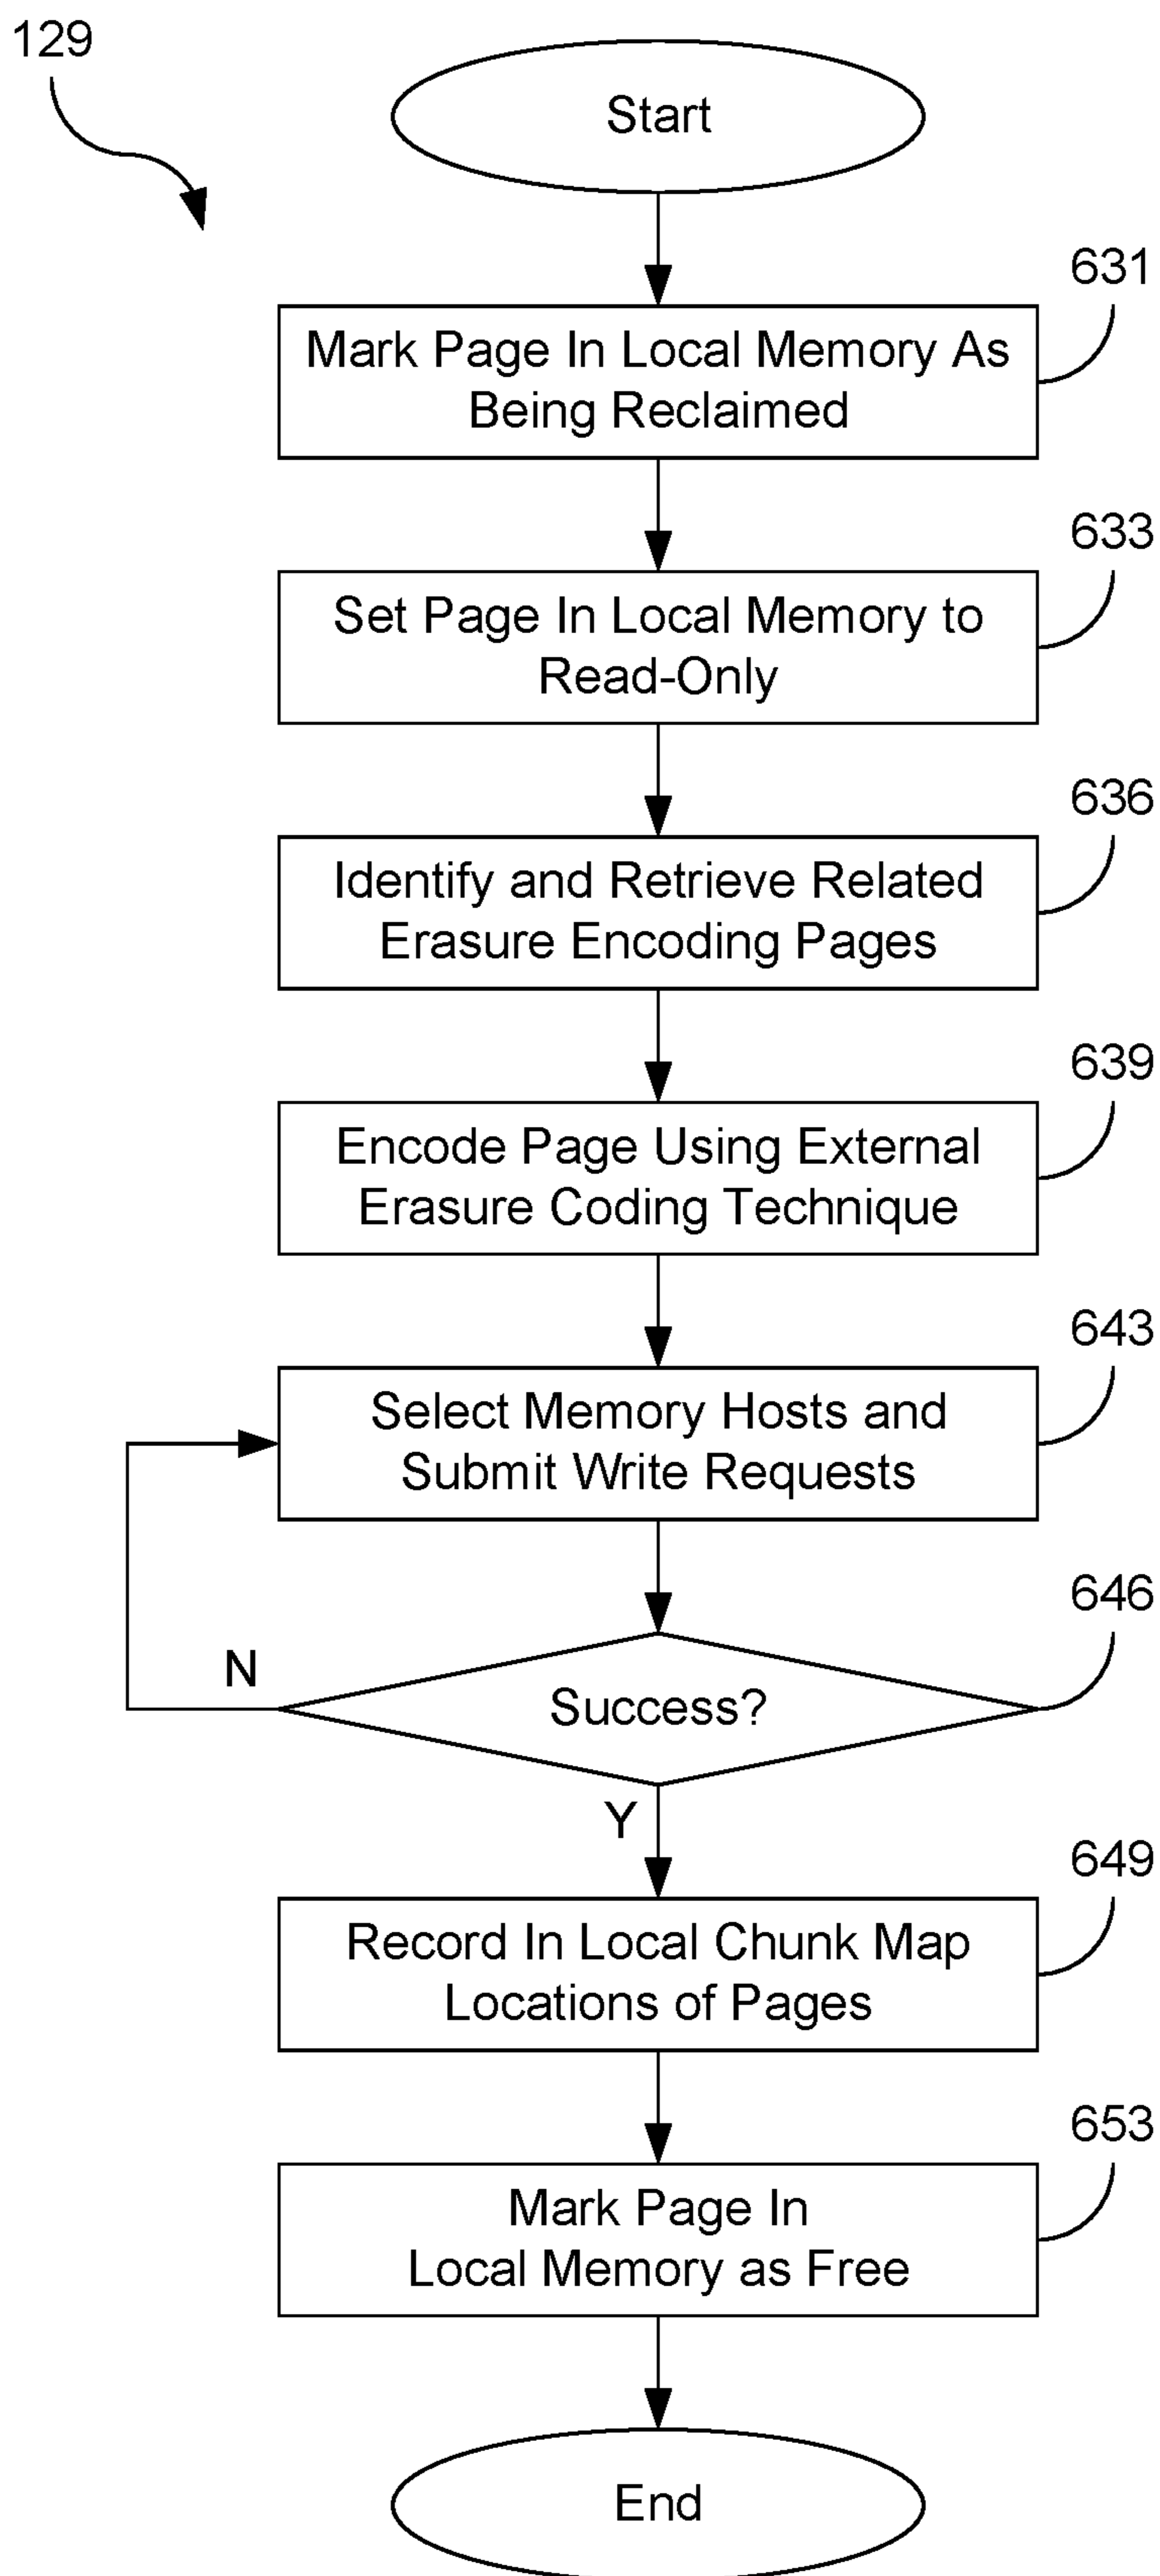 129
Start
631
Mark Page In Local Memory As
Being Reclaimed
633
Set Page In Local Memory to
Read-Only
636
Identify and Retrieve Related
Erasure Encoding Pages
639
Encode Page Using External
Erasure Coding Technique
643
Select Memory Hosts and
Submit Write Requests
646
N
Success?
Y
649
Record In Local Chunk Map
Locations of Pages
653
Mark Page In
Local Memory as Free
End